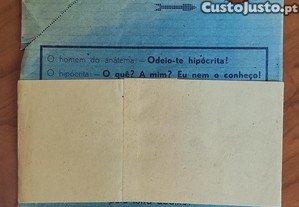 CustoJusto.pt
O homem do anátema: - Odeio-te hipócrita!
O hipócrita: - O quê? A mim? Eu nem o conheço!